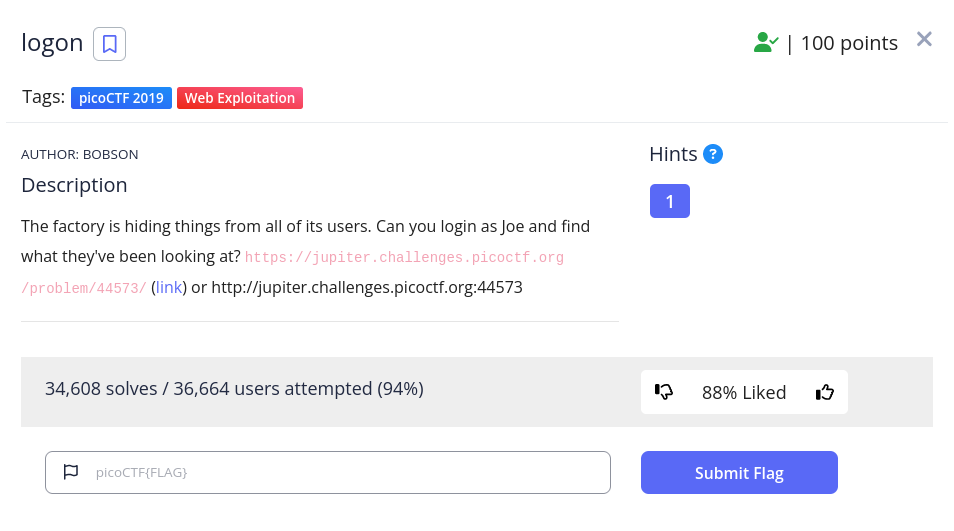 logon
| 100 points
Tags: picoCTF 2019 Web Exploitation
AUTHOR: BOBSON
Description
The factory is hiding things from all of its users. Can you login as Joe and find
what they've been looking at? https://jupiter.challenges.picoctf.org
/problem/44573/ (link) or http://jupiter.challenges.picoctf.org:44573
Hints ?
1
34,608 solves / 36,664 users attempted (94%)
88% Liked
picoCTF{FLAG}
Submit Flag